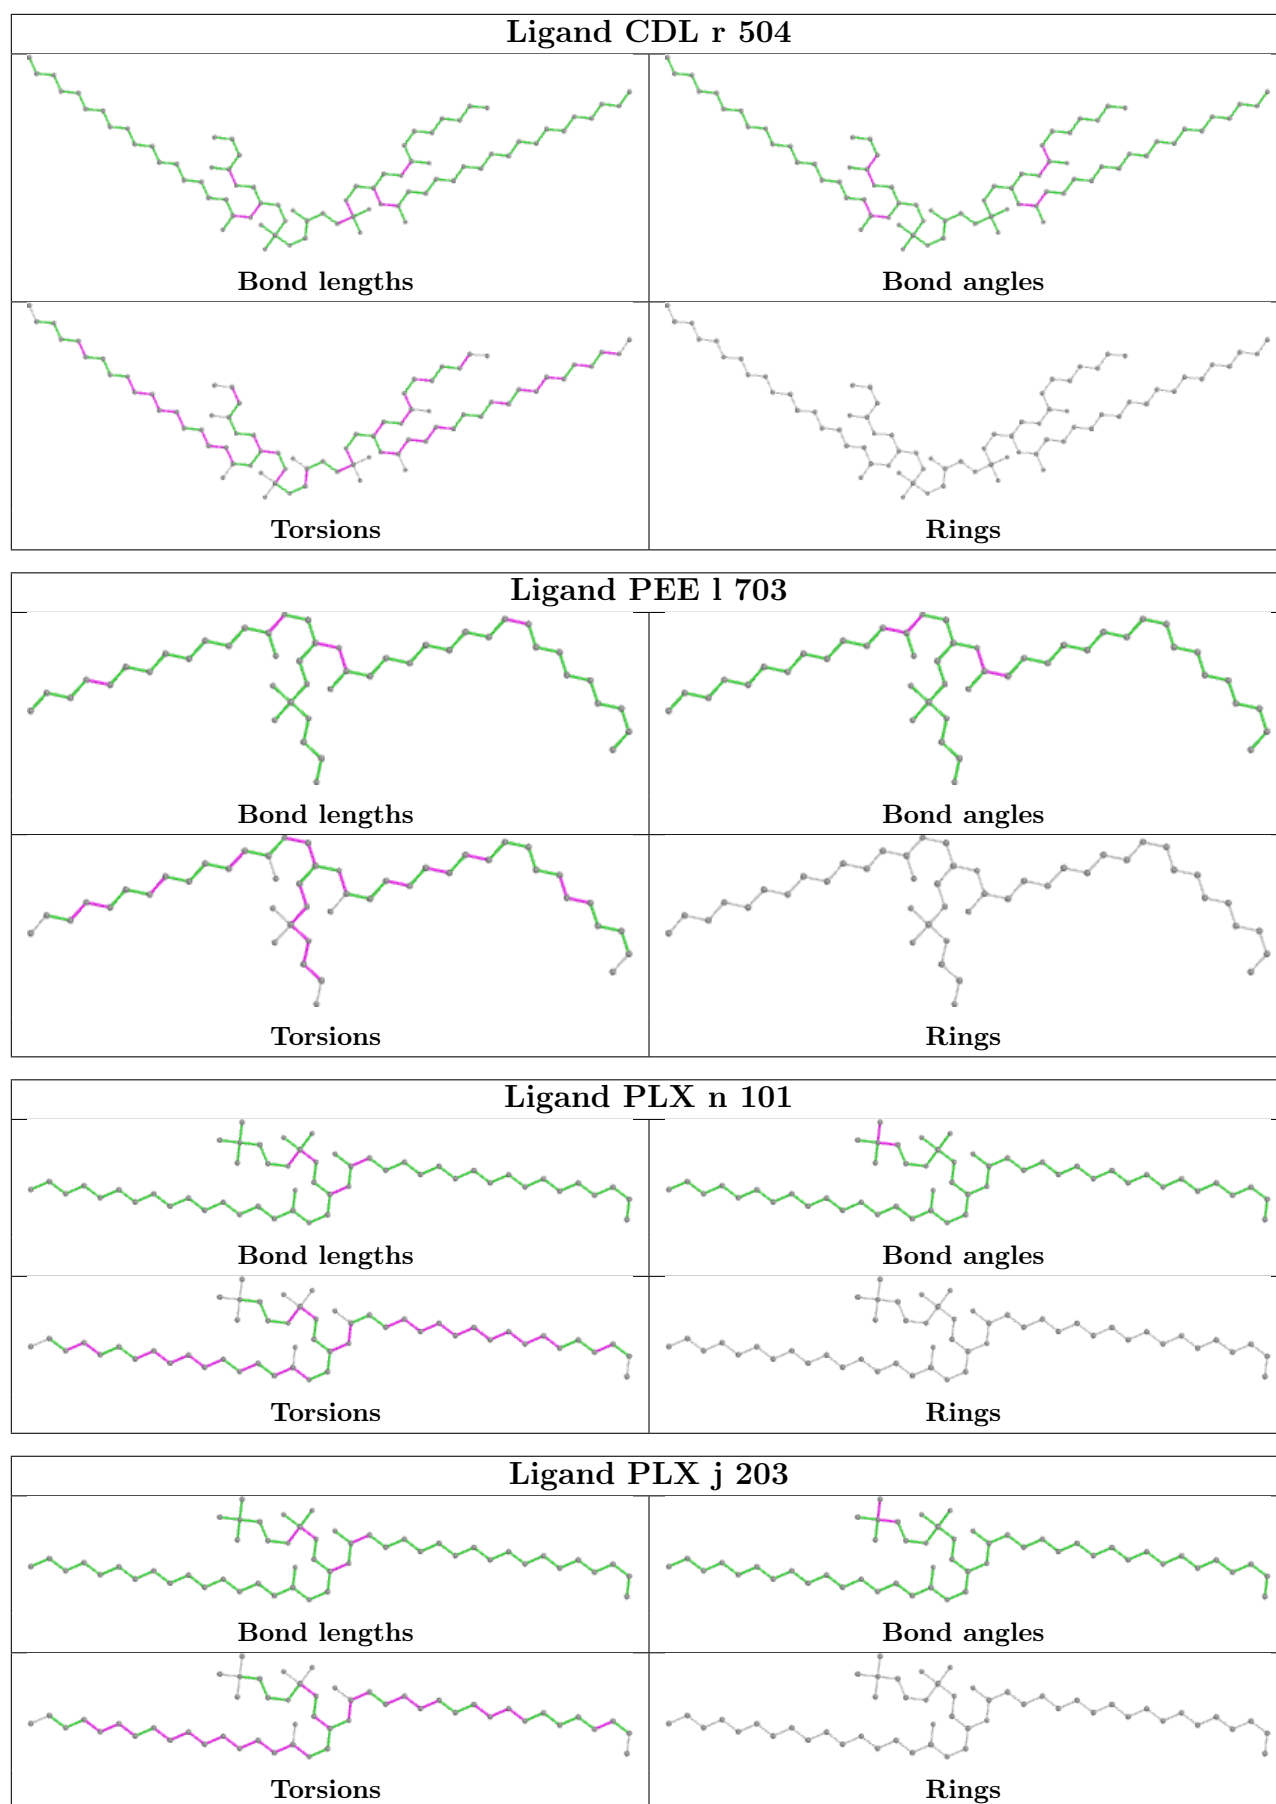 Ligand CDL r 504
Bond lengths
Bond angles
Torsions
Rings
Ligand PEE l 703
Bond lengths
Bond angles
Torsions
Rings
Ligand PLX n 101
Bond lengths
Bond angles
Torsions
Rings
Ligand PLX j 203
Bond lengths
Bond angles
Torsions
Rings